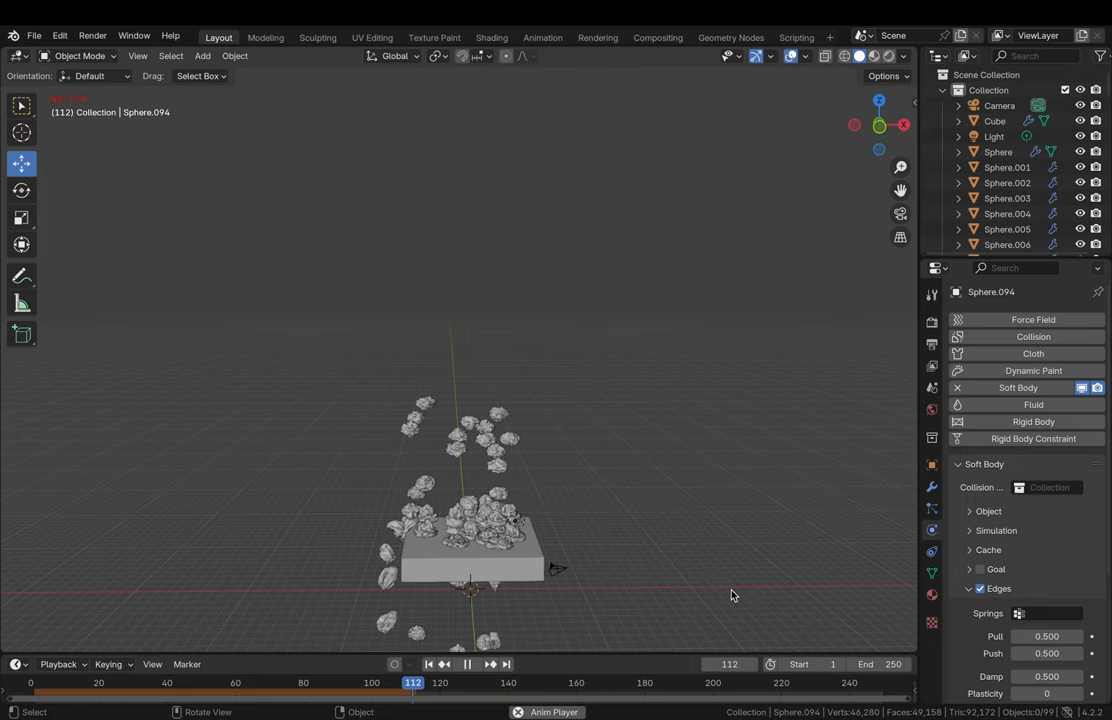 File Edit Render Window Help Layout Modeling Sculpting UV Editing Texture Paint Shading Animation Rendering Compositing Geometry Nodes Scripting + Scene ViewLayer
Object Mode View Select Add Object Global Search
Orientation: Default Drag: Select Box Options
Scene Collection
Collection
(112) Collection | Sphere.094
Z
X
Camera
Cube
Light
Sphere
Sphere.001
Sphere.002
Sphere.003
Sphere.004
Sphere.005
Sphere.006
Search
Sphere.094
Force Field
Collision
Cloth
Dynamic Paint
Soft Body
Fluid
Rigid Body
Rigid Body Constraint
Soft Body
Collision ... Collection
Object
Simulation
Cache
Goal
Edges
Springs
Pull 0.500
Push 0.500
Damp 0.500
Plasticity 0
Playback Keying View Marker 112 Start 1 End 250
0 20 40 60 80 100 112 120 140 160 180 200 220 240
Select Rotate View Object Anim Player Collection | Sphere.094 | Verts:46,280 | Faces:49,158 | Tris:92,172 | Objects:0/99 4.2.2